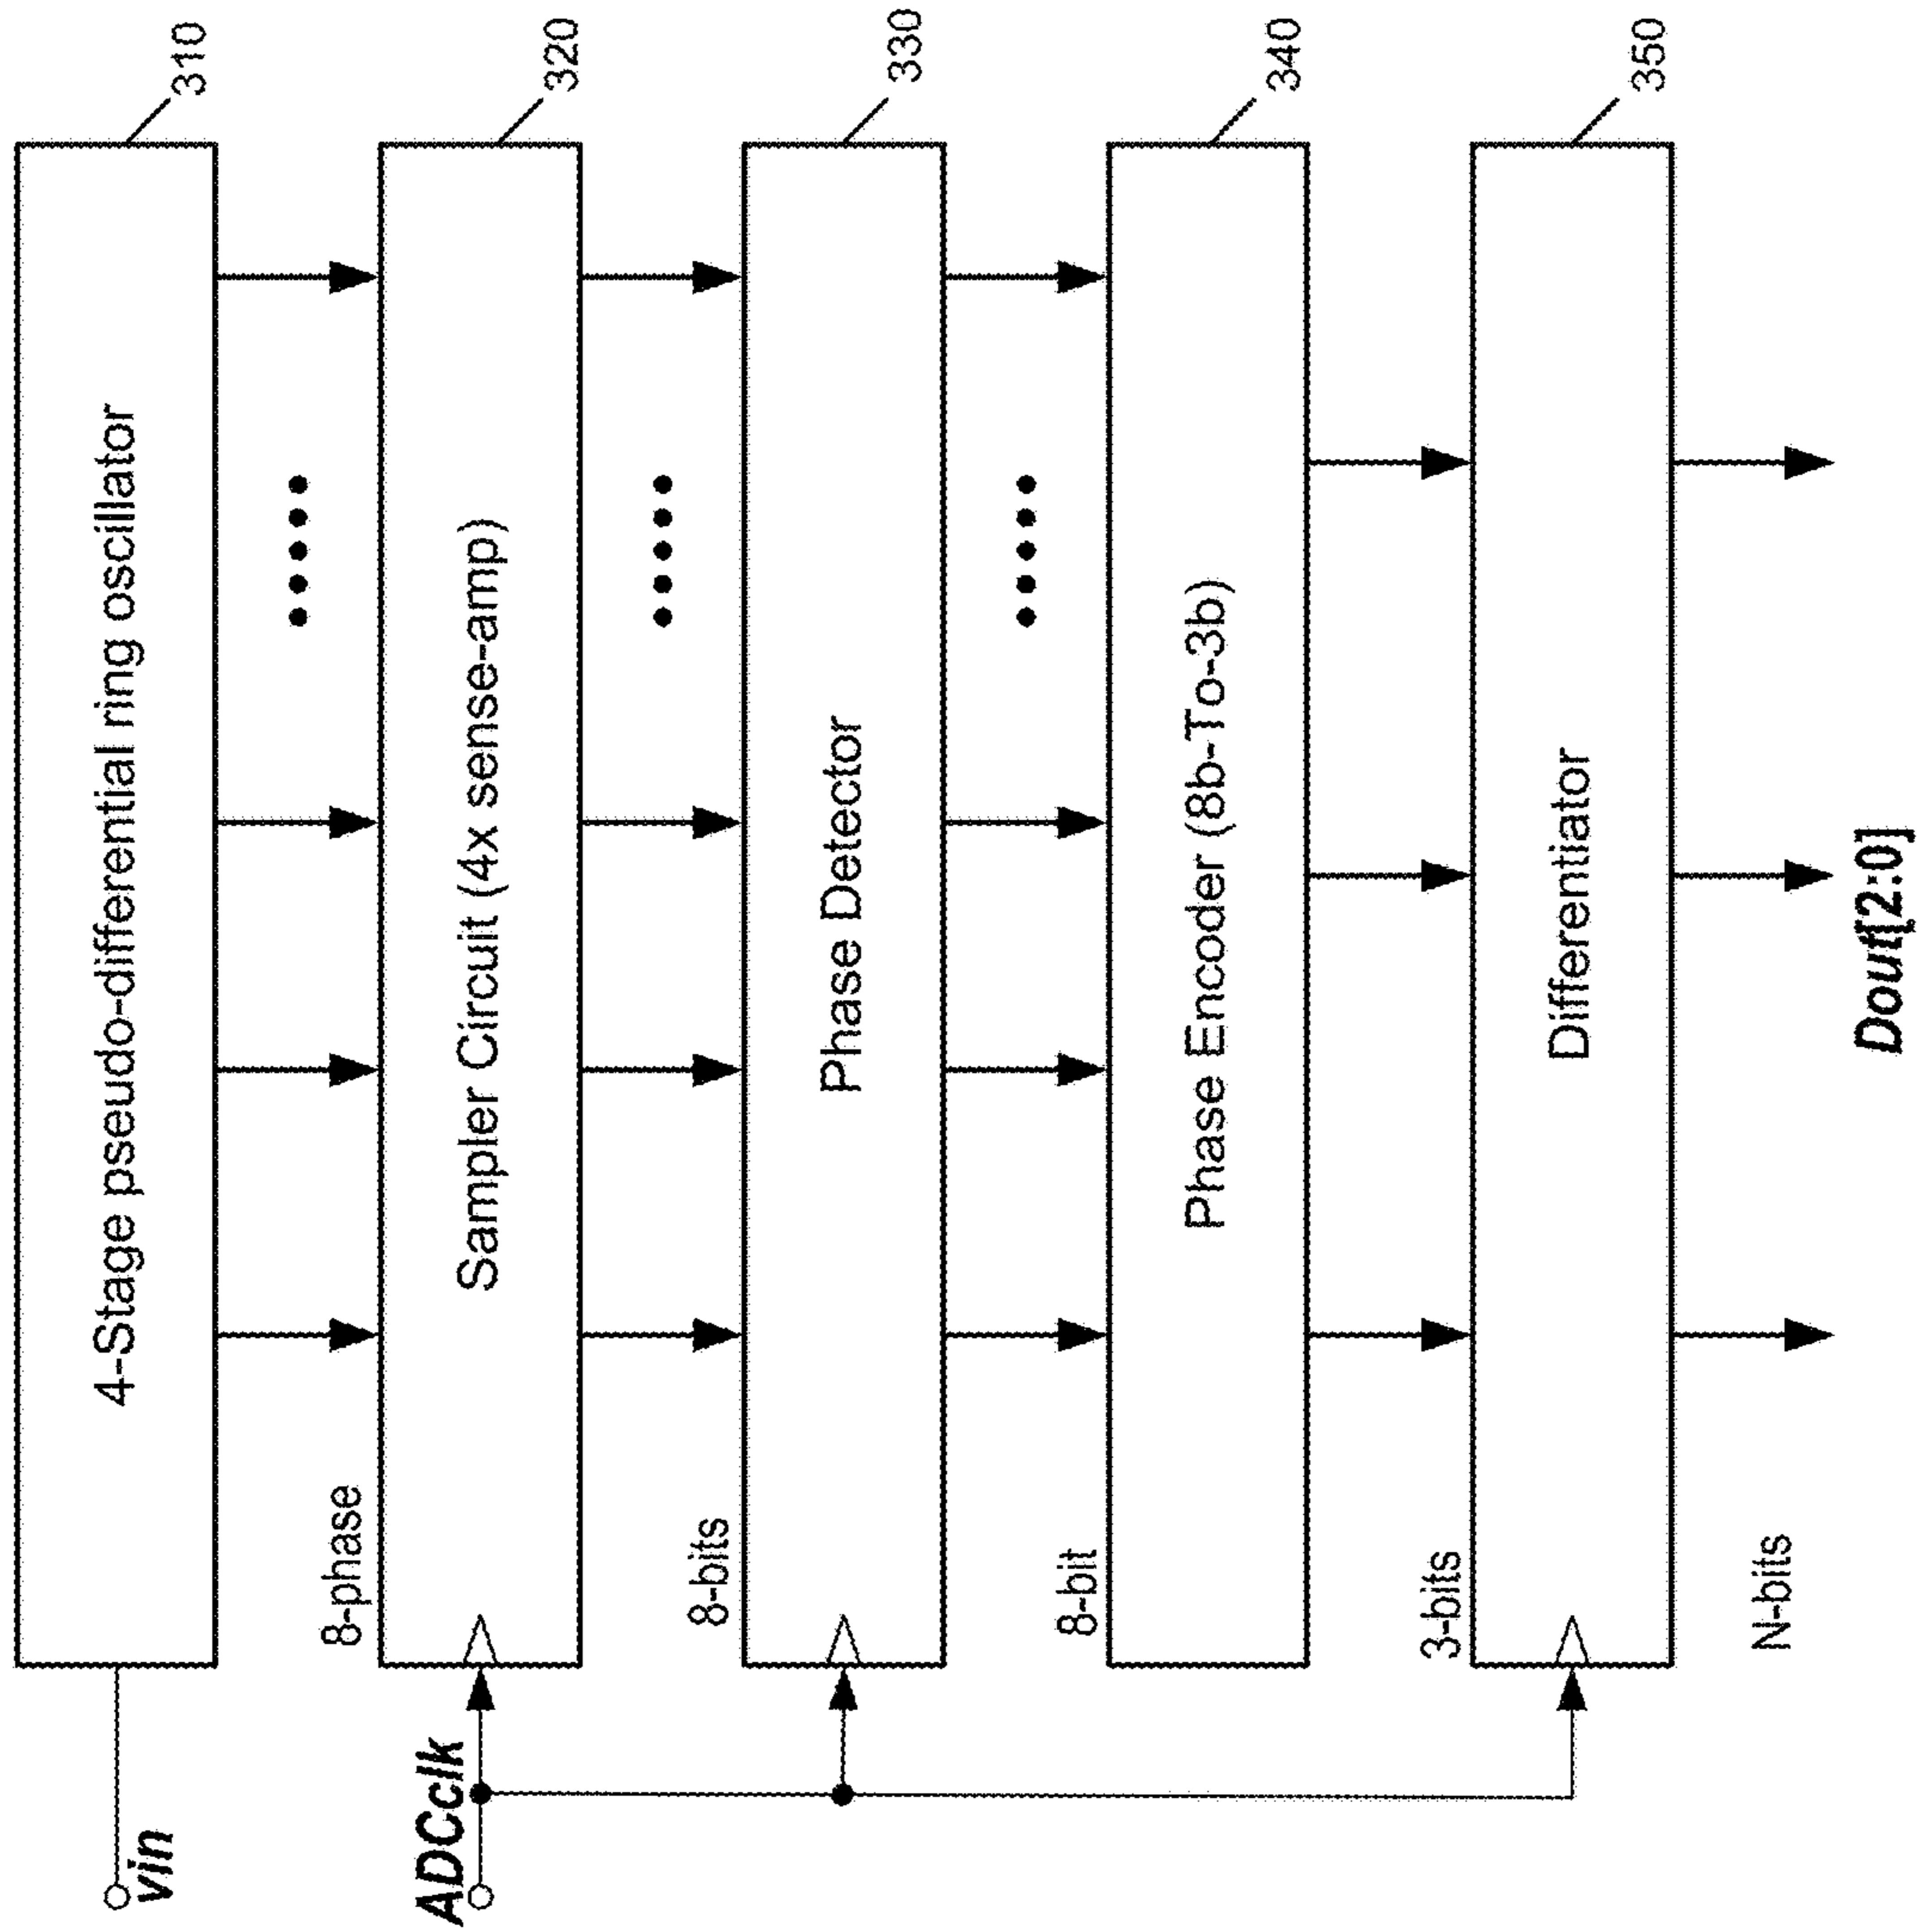 310
4-Stage pseudo-differential ring oscillator
vin
8-phase
320
Sampler Circuit (4x sense-amp)
ADCclk
8-bits
330
Phase Detector
8-bit
340
Phase Encoder (8b-To-3b)
3-bits
350
Differentiator
N-bits
Dout[2:0]